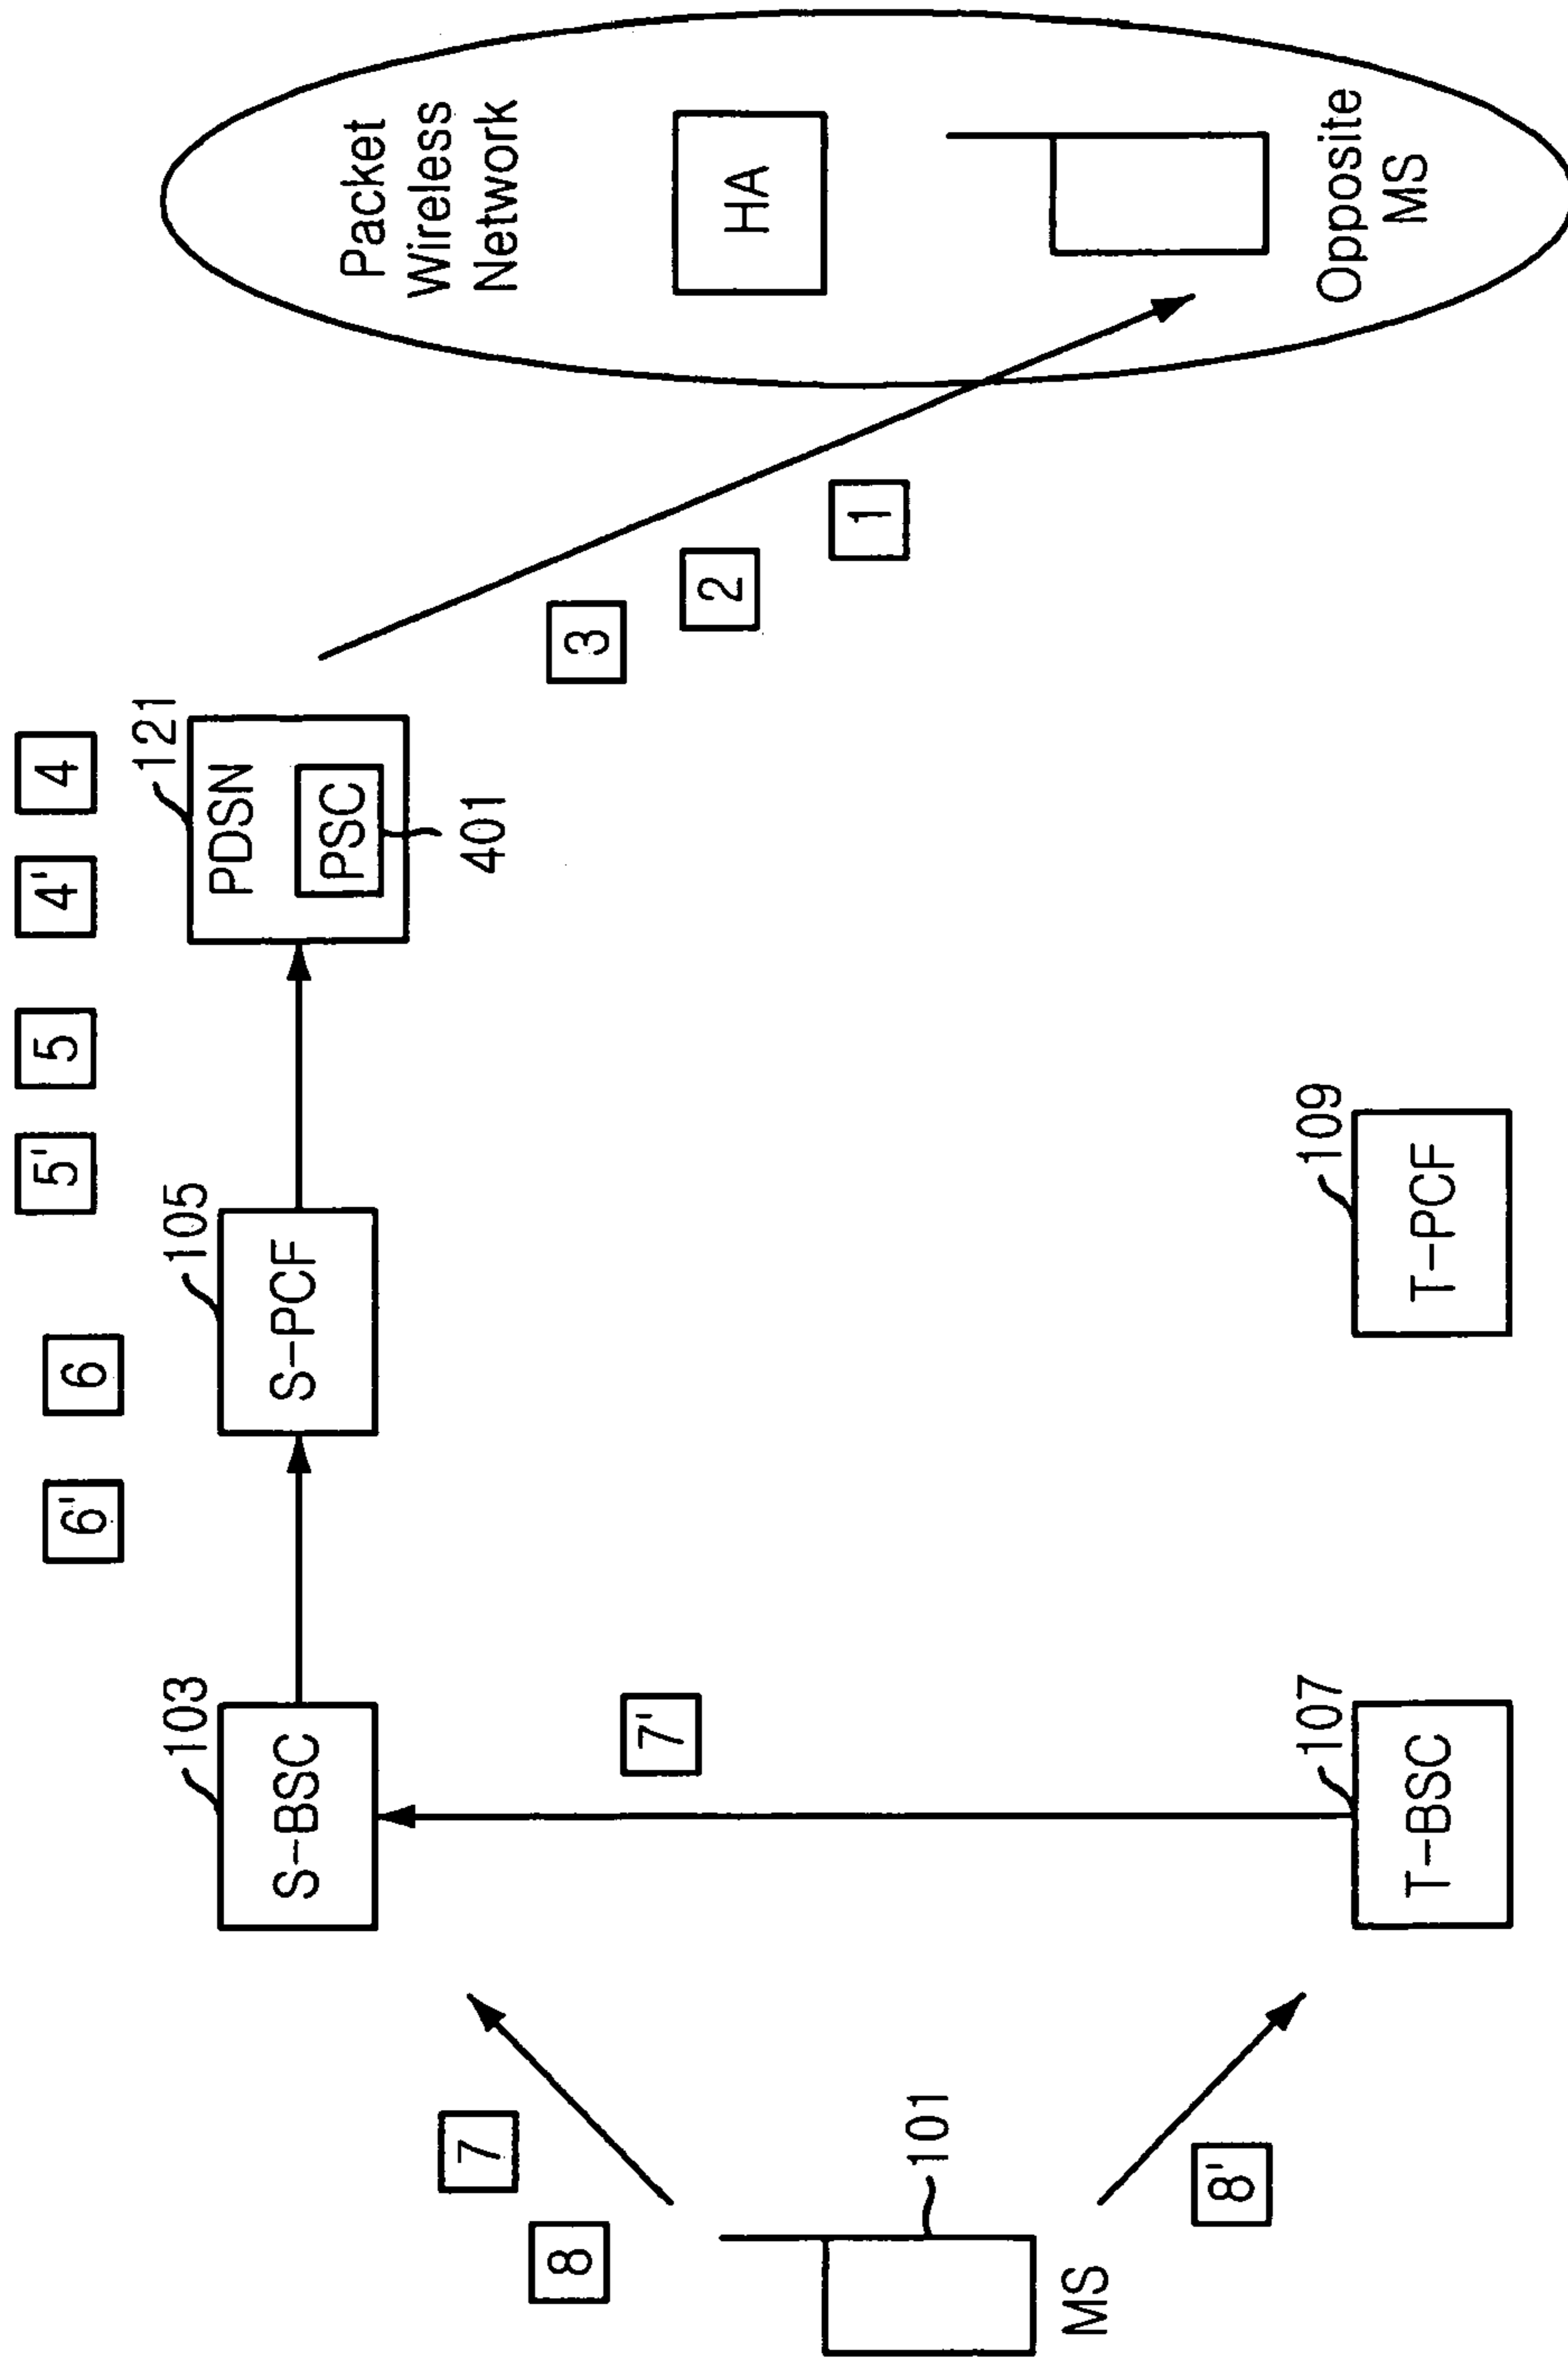 4
4'
5
5'
6
6'
121
PDSN
PSC
401
105
S-PCF
103
S-BSC
Packet
Wireless
Network
HA
Opposite
MS
3
2
1
7'
7
8
101
MS
8'
109
T-PCF
107
T-BSC